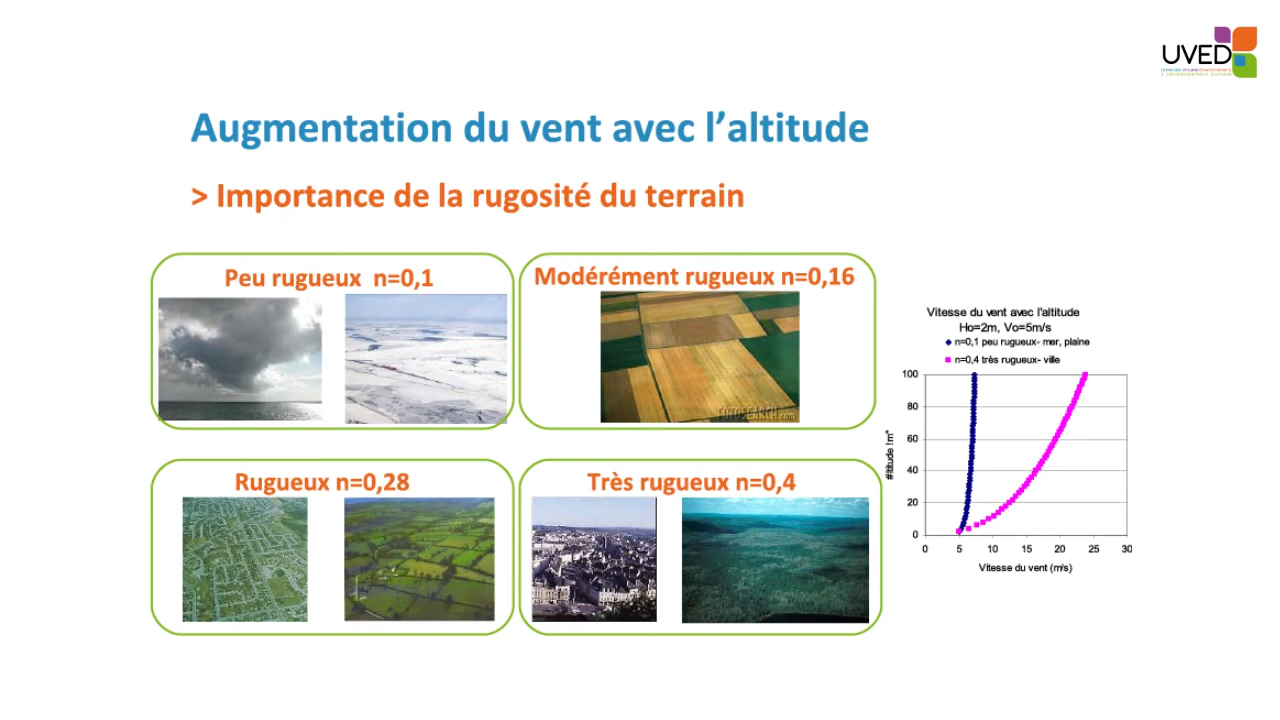 UVED
Augmentation du vent avec l’altitude
> Importance de la rugosité du terrain
Peu rugueux n=0,1
Modérément rugueux n=0,16
Rugueux n=0,28
Très rugueux n=0,4
Vitesse du vent avec l'altitude
Ho=2m, Vo=5m/s
n=0,1 peu rugueux- mer, plaine
n=0,4 très rugueux- ville
100
80
60
40
20
0
0 5 10 15 20 25 30
Vitesse du vent (m/s)